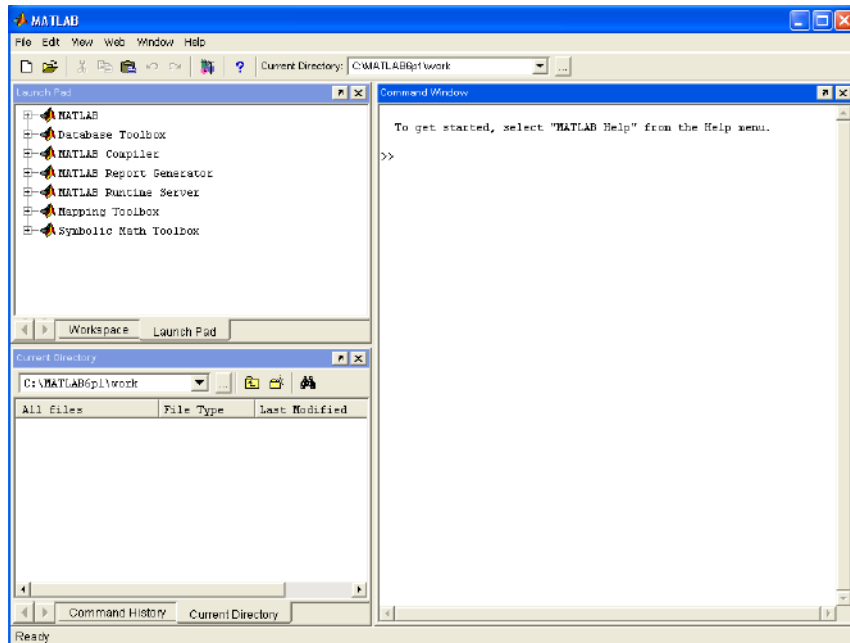 MATLAB
File Edit View Web Window Help
? Current Directory: C:\MATLAB6p1\work ...
Launch Pad
MATLAB
Database Toolbox
MATLAB Compiler
MATLAB Report Generator
MATLAB Runtime Server
Mapping Toolbox
Symbolic Math Toolbox
Workspace Launch Pad
Current Directory
C:\MATLAB6p1\work ...
All files File Type Last Modified
Command History Current Directory
Command Window
To get started, select "MATLAB Help" from the Help menu.
>>
Ready